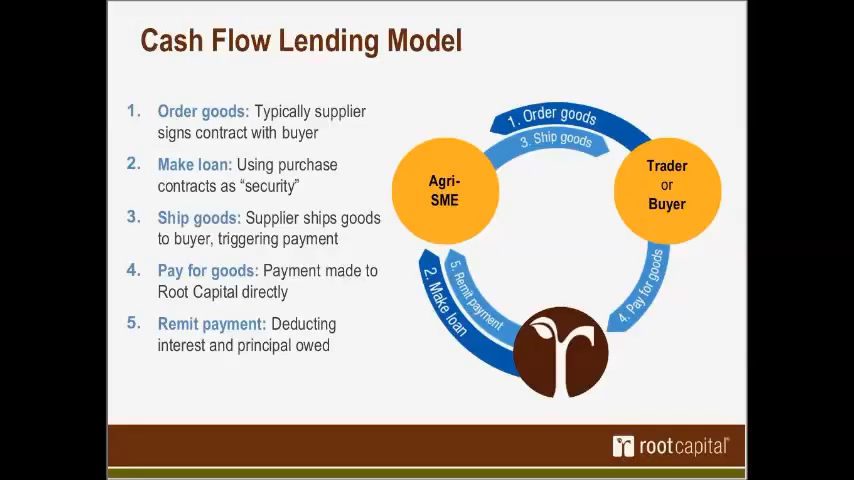 Cash Flow Lending Model
1. Order goods: Typically supplier
signs contract with buyer
2. Make loan: Using purchase
contracts as “security”
3. Ship goods: Supplier ships goods
to buyer, triggering payment
4. Pay for goods: Payment made to
Root Capital directly
5. Remit payment: Deducting
interest and principal owed
1. Order goods
3. Ship goods
Agri-
SME
Trader
or
Buyer
2. Make loan
5. Remit payment
4. Pay for goods
r
rootcapital®